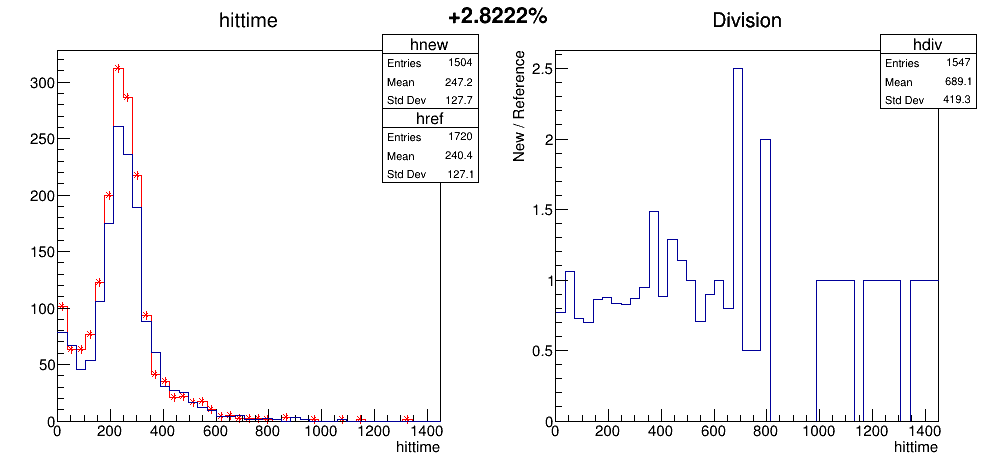 +2.8222%
hittime
hnew
Entries 1504
Mean 247.2
Std Dev 127.7
href
Entries 1720
Mean 240.4
Std Dev 127.1
300
250
200
150
100
50
0
0 200 400 600 800 1000 1200 1400
hittime
Division
hdiv
Entries 1547
Mean 689.1
Std Dev 419.3
New / Reference
2.5
2
1.5
1
0.5
0
0 200 400 600 800 1000 1200 1400
hittime